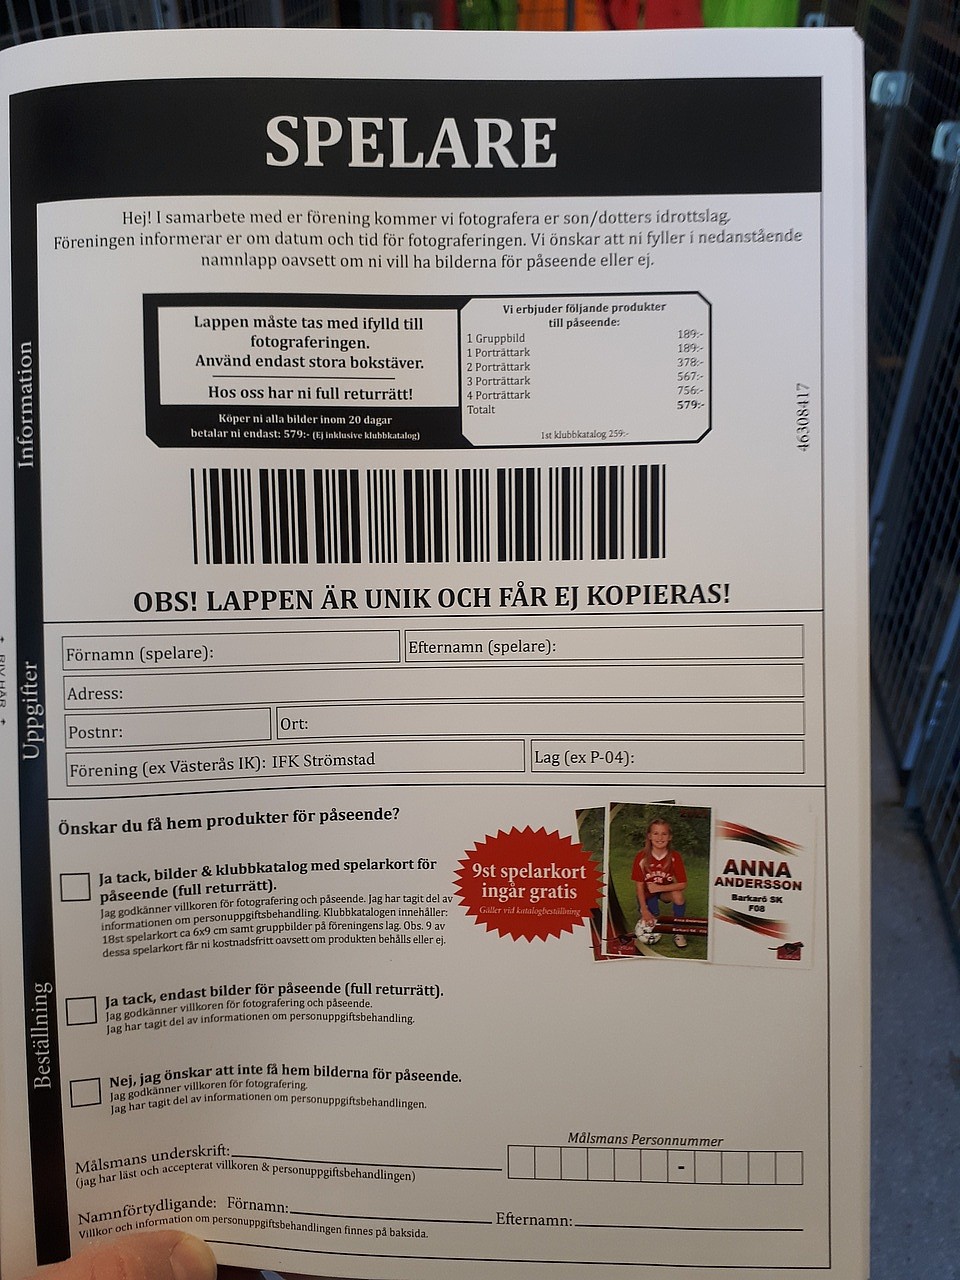 SPELARE
Hej! I samarbete med er förening kommer vi fotografera er son/dotters idrottslag.
Föreningen informerar er om datum och tid för fotograferingen. Vi önskar att ni fyller i nedanstående
namnlapp oavsett om ni vill ha bilderna för påseende eller ej.
Information
Lappen måste tas med ifylld till
fotograferingen.
Använd endast stora bokstäver.
Hos oss har ni full returrätt!
Köper ni alla bilder inom 20 dagar
betalar ni endast: 579:- (Ej inklusive klubbkatalog)
Vi erbjuder följande produkter
till påseende:
1 Gruppbild 189:-
1 Porträttark 189:-
2 Porträttark 378:-
3 Porträttark 567:-
4 Porträttark 756:-
Totalt 579:-
1st klubbkatalog 259:-
46308417
OBS! LAPPEN ÄR UNIK OCH FÅR EJ KOPIERAS!
Uppgifter
Förnamn (spelare): Efternamn (spelare):
Adress:
Postnr: Ort:
Förening (ex Västerås IK): IFK Strömstad Lag (ex P-04):
Beställning
Önskar du få hem produkter för påseende?
Ja tack, bilder & klubbkatalog med spelarkort för
påseende (full returrätt).
Jag godkänner villkoren för fotografering och påseende. Jag har tagit del av
informationen om personuppgiftsbehandling. Klubbkatalogen innehåller:
18st spelarkort ca 6x9 cm samt gruppbilder på föreningens lag. Obs. 9 av
dessa spelarkort får ni kostnadsfritt oavsett om produkten behålls eller ej.
9st spelarkort
ingår gratis
Gäller vid katalogbeställning
ANNA
ANDERSSON
Barkarö SK
F08
Ja tack, endast bilder för påseende (full returrätt).
Jag godkänner villkoren för fotografering och påseende.
Jag har tagit del av informationen om personuppgiftsbehandling.
Nej, jag önskar att inte få hem bilderna för påseende.
Jag godkänner villkoren för fotografering.
Jag har tagit del av informationen om personuppgiftsbehandlingen.
Målsmans Personnummer
-
Målsmans underskrift:
(jag har läst och accepterat villkoren & personuppgiftsbehandlingen)
Namnförtydligande: Förnamn: Efternamn:
Villkor och information om personuppgiftsbehandlingen finnes på baksida.